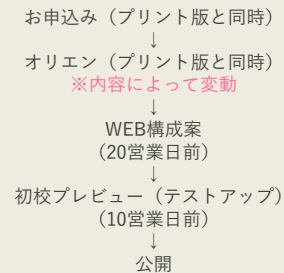 お申込み（プリント版と同時）
↓
オリエン（プリント版と同時）
※内容によって変動
↓
WEB構成案
（20営業日前）
↓
初校プレビュー（テストアップ）
（10営業日前）
↓
公開